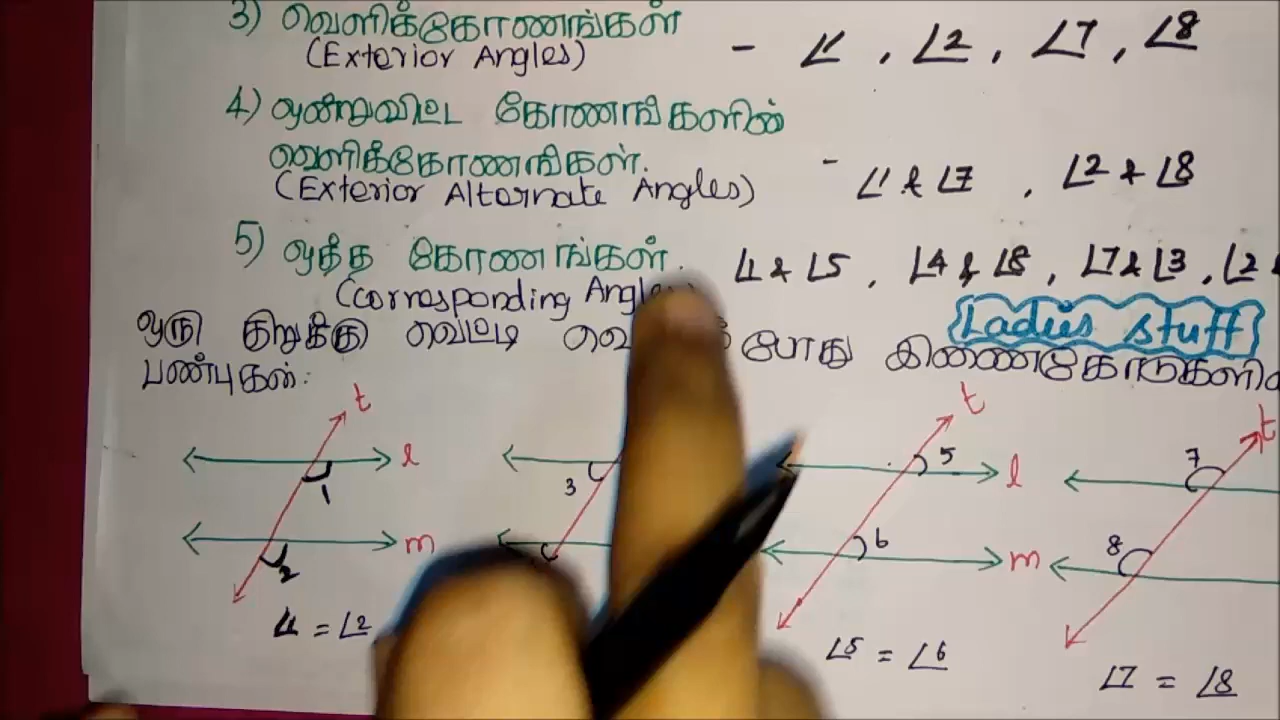 3) வெளிக்கோணங்கள்
(Exterior Angles) - ∠1 , ∠2 , ∠7 , ∠8
4) ஒன்றுவிட்ட கோணங்களின்
வெளிக்கோணங்கள்.
(Exterior Alternate Angles) - ∠1 & ∠7 , ∠2 & ∠8
5) ஒத்த கோணங்கள். ∠1 & ∠5 , ∠4 & ∠8 , ∠7 & ∠3 , ∠2
(Corresponding Angles)
Ladies Stuff
ஒரு குறுக்கு வெட்டி போது
பண்புகள்:
t t t
l l 7
1 3 5
m m 8
2 6
∠1 = ∠2 ∠5 = ∠6 ∠7 = ∠8